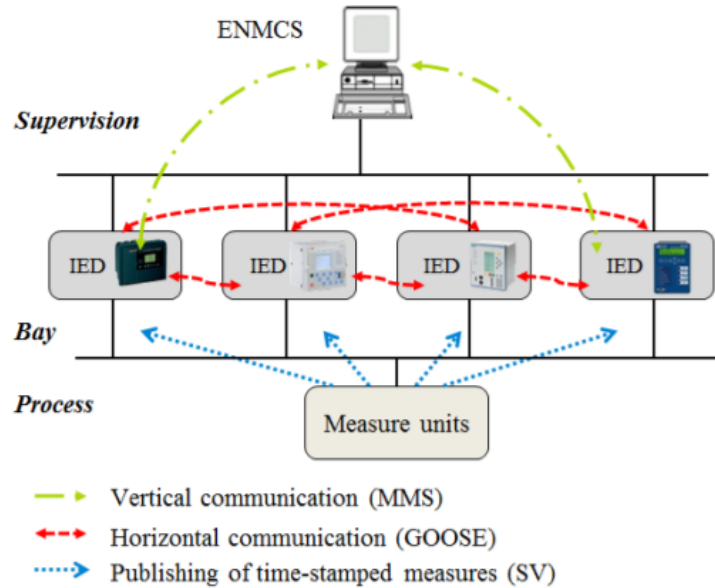 ENMCS
Supervision
IED
IED
IED
IED
Bay
Process
Measure units
Vertical communication (MMS)
Horizontal communication (GOOSE)
Publishing of time-stamped measures (SV)